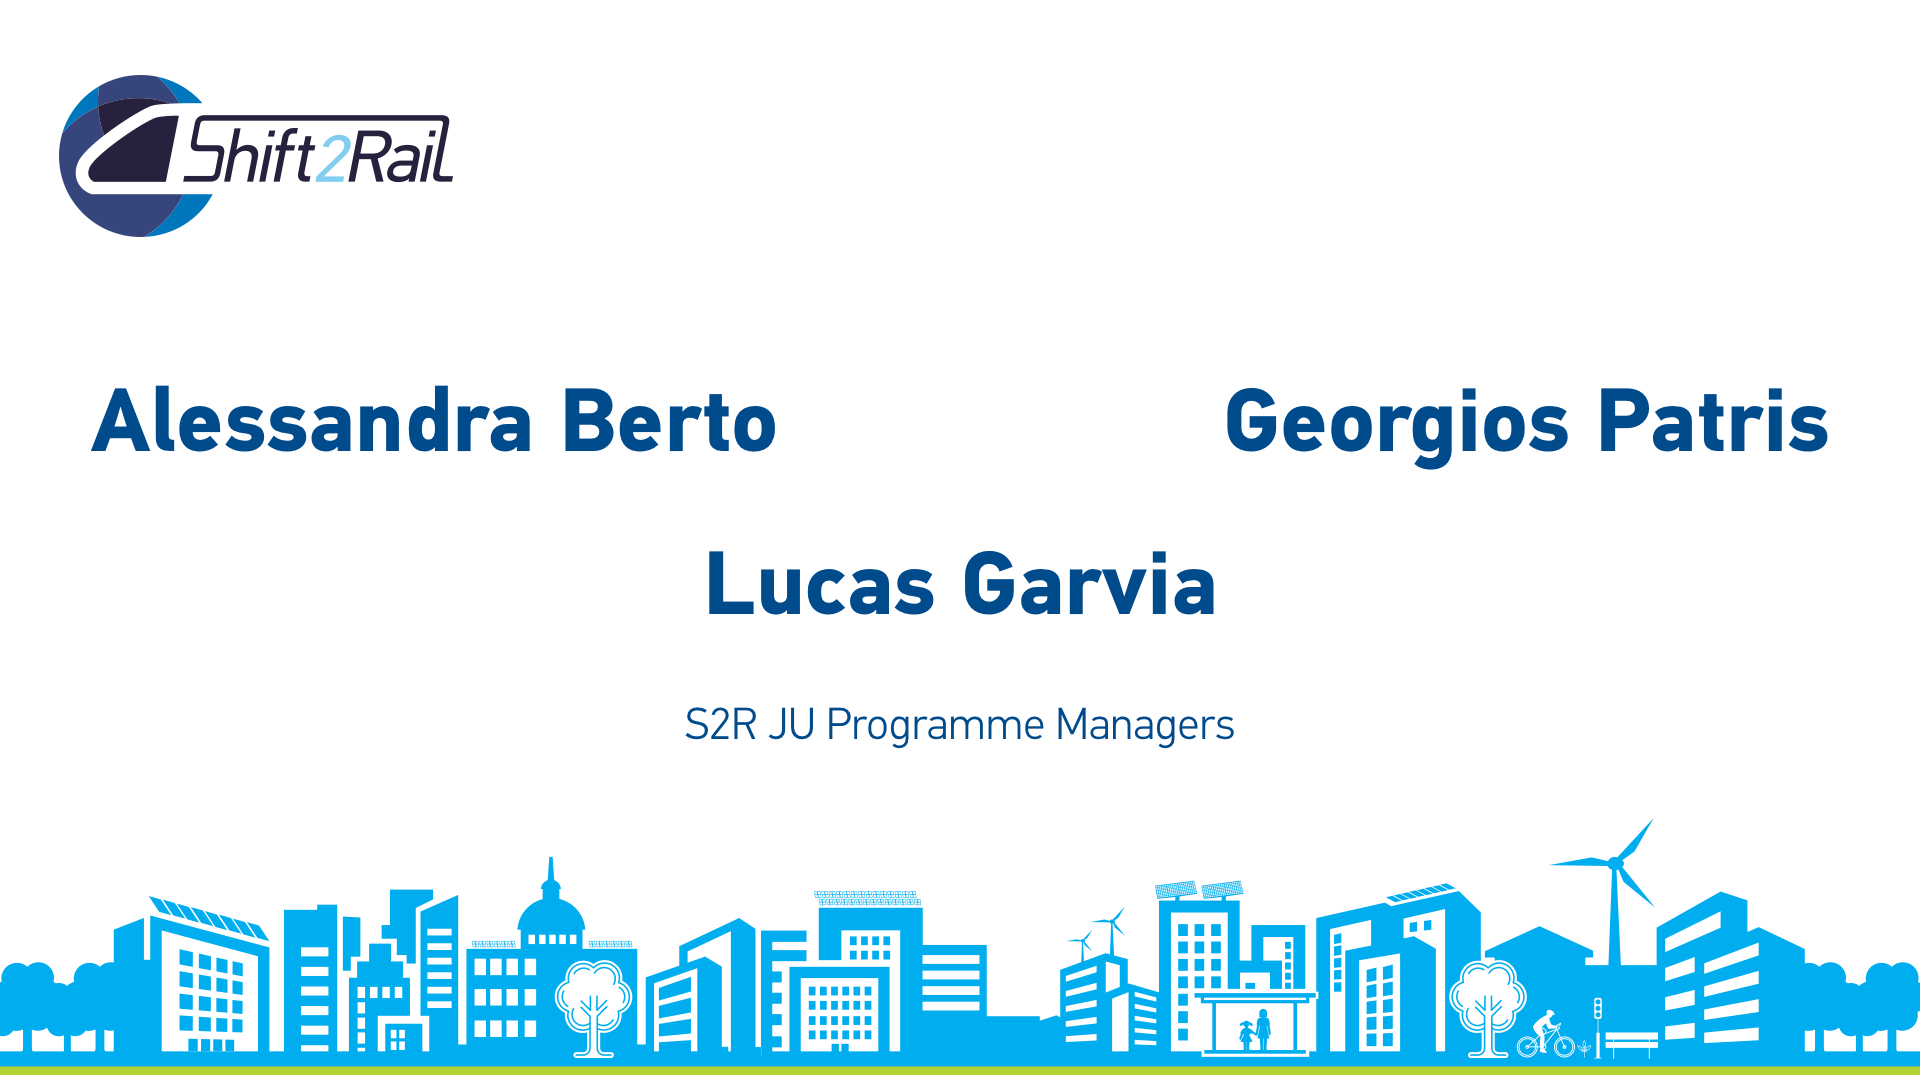 Shift2Rail
Alessandra Berto
Georgios Patris
Lucas Garvia
S2R JU Programme Managers